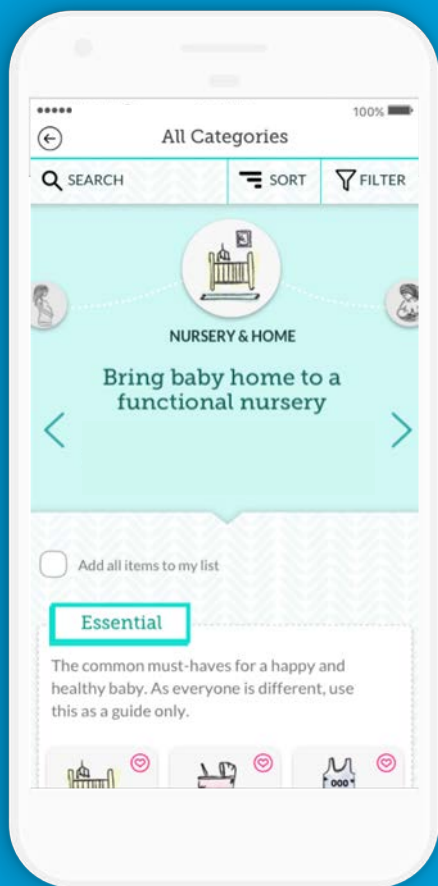 100%
All Categories
SEARCH
SORT
FILTER
NURSERY & HOME
Bring baby home to a
functional nursery
Add all items to my list
Essential
The common must-haves for a happy and
healthy baby. As everyone is different, use
this as a guide only.
000